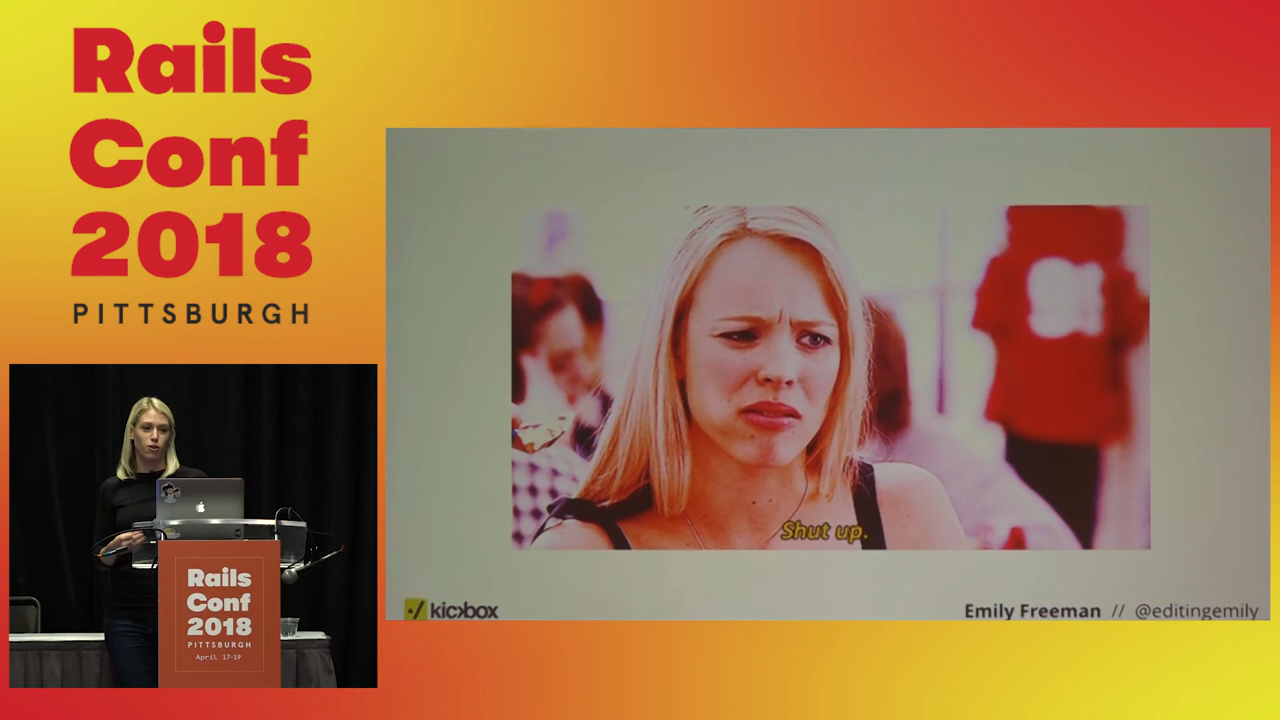 Rails
Conf
2018
PITTSBURGH
Shut up.
kickbox
Emily Freeman // @editingemily
Rails
Conf
2018
PITTSBURGH
April 17-19